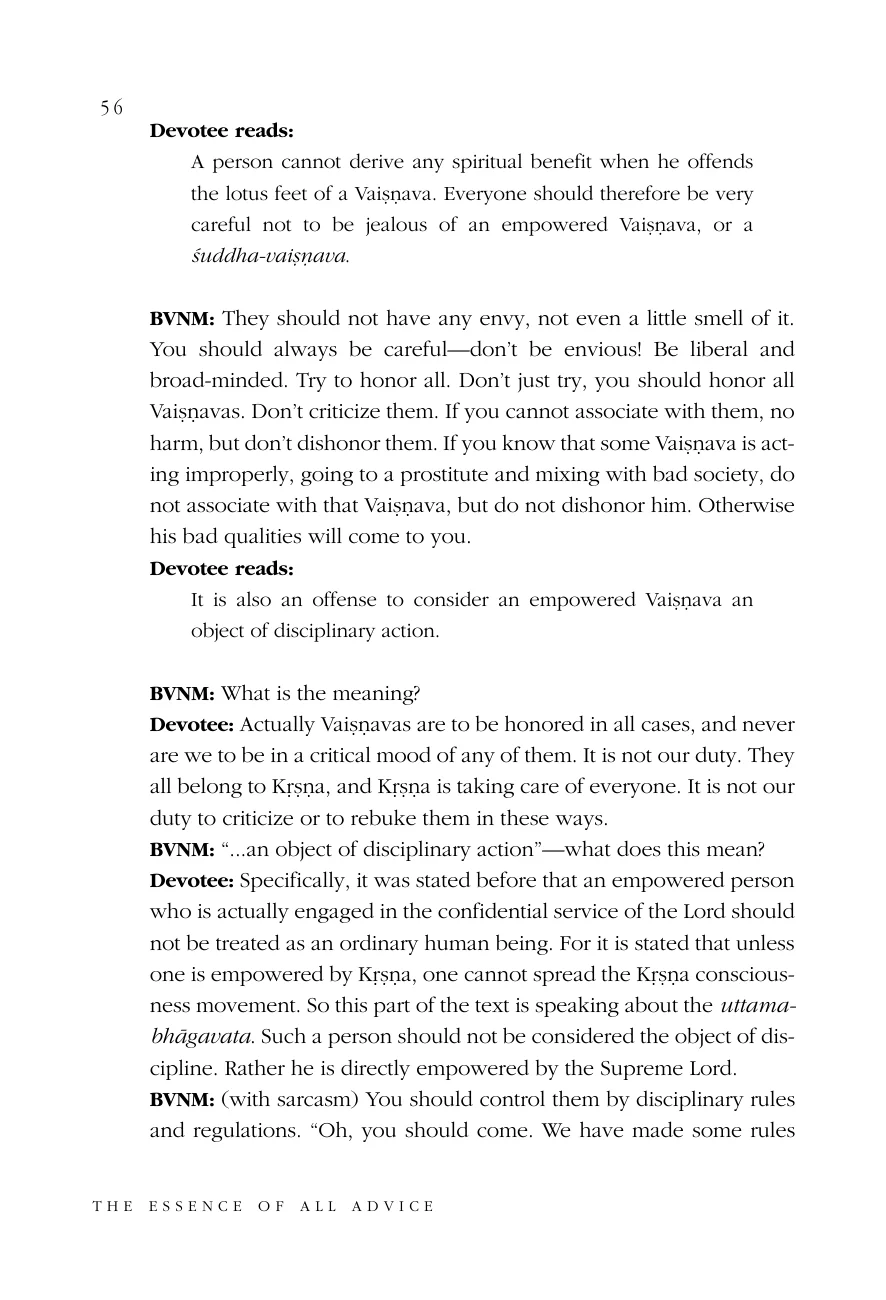 56
Devotee reads:
A person cannot derive any spiritual benefit when he offends
the lotus feet of a Vaiṣṇava. Everyone should therefore be very
careful not to be jealous of an empowered Vaiṣṇava, or a
śuddha-vaiṣṇava.
BVNM: They should not have any envy, not even a little smell of it.
You should always be careful—don’t be envious! Be liberal and
broad-minded. Try to honor all. Don’t just try, you should honor all
Vaiṣṇavas. Don’t criticize them. If you cannot associate with them, no
harm, but don’t dishonor them. If you know that some Vaiṣṇava is act-
ing improperly, going to a prostitute and mixing with bad society, do
not associate with that Vaiṣṇava, but do not dishonor him. Otherwise
his bad qualities will come to you.
Devotee reads:
It is also an offense to consider an empowered Vaiṣṇava an
object of disciplinary action.
BVNM: What is the meaning?
Devotee: Actually Vaiṣṇavas are to be honored in all cases, and never
are we to be in a critical mood of any of them. It is not our duty. They
all belong to Kṛṣṇa, and Kṛṣṇa is taking care of everyone. It is not our
duty to criticize or to rebuke them in these ways.
BVNM: “...an object of disciplinary action”—what does this mean?
Devotee: Specifically, it was stated before that an empowered person
who is actually engaged in the confidential service of the Lord should
not be treated as an ordinary human being. For it is stated that unless
one is empowered by Kṛṣṇa, one cannot spread the Kṛṣṇa conscious-
ness movement. So this part of the text is speaking about the uttama-
bhāgavata. Such a person should not be considered the object of dis-
cipline. Rather he is directly empowered by the Supreme Lord.
BVNM: (with sarcasm) You should control them by disciplinary rules
and regulations. “Oh, you should come. We have made some rules
THE ESSENCE OF ALL ADVICE